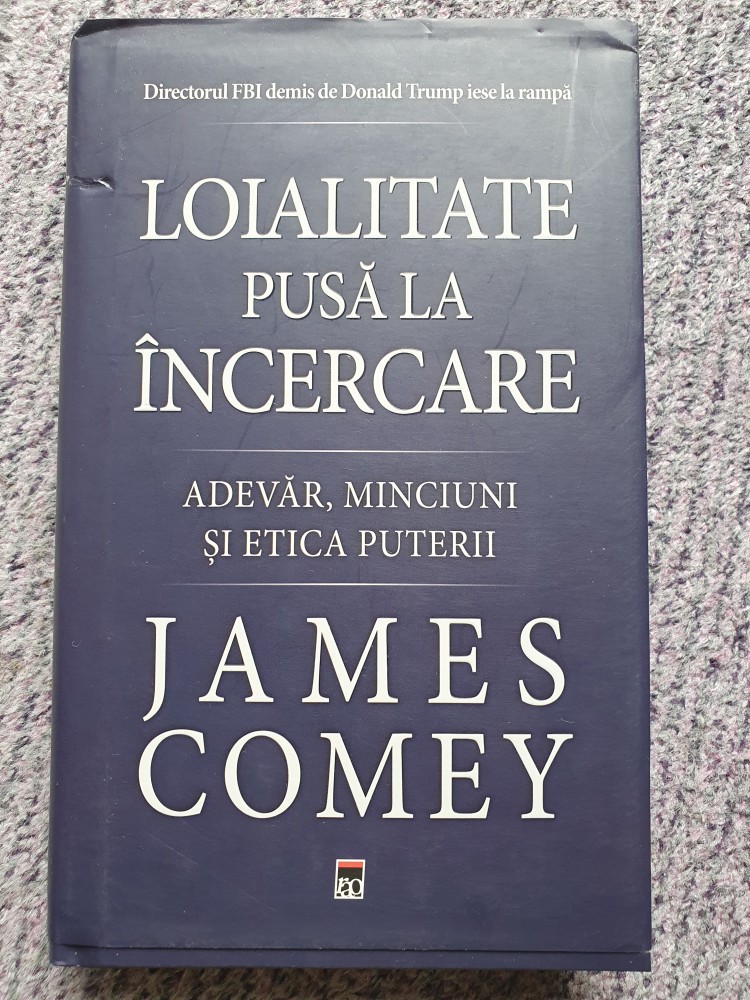 Directorul FBI demis de Donald Trump iese la rampă
LOIALITATE
PUSĂ LA
ÎNCERCARE
ADEVĂR, MINCIUNI
ȘI ETICA PUTERII
JAMES
COMEY
rao